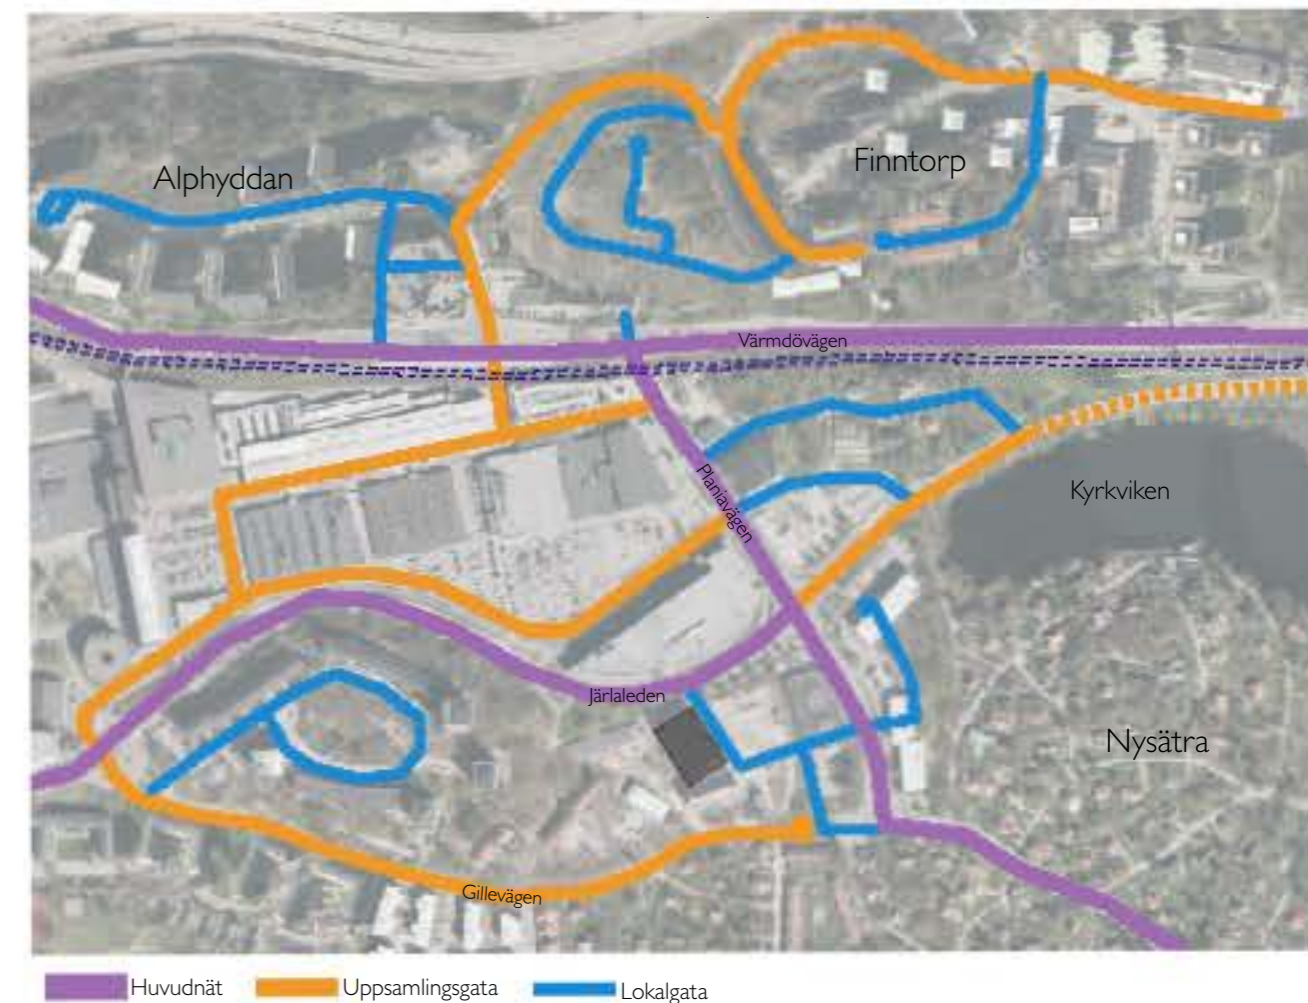 Finntorp
Alphyddan
Värmdövägen
Kyrkviken
Planiavägen
Järlaleden
Nysätra
Gillevägen
Huvudnät
Uppsamlingsgata
Lokalgata